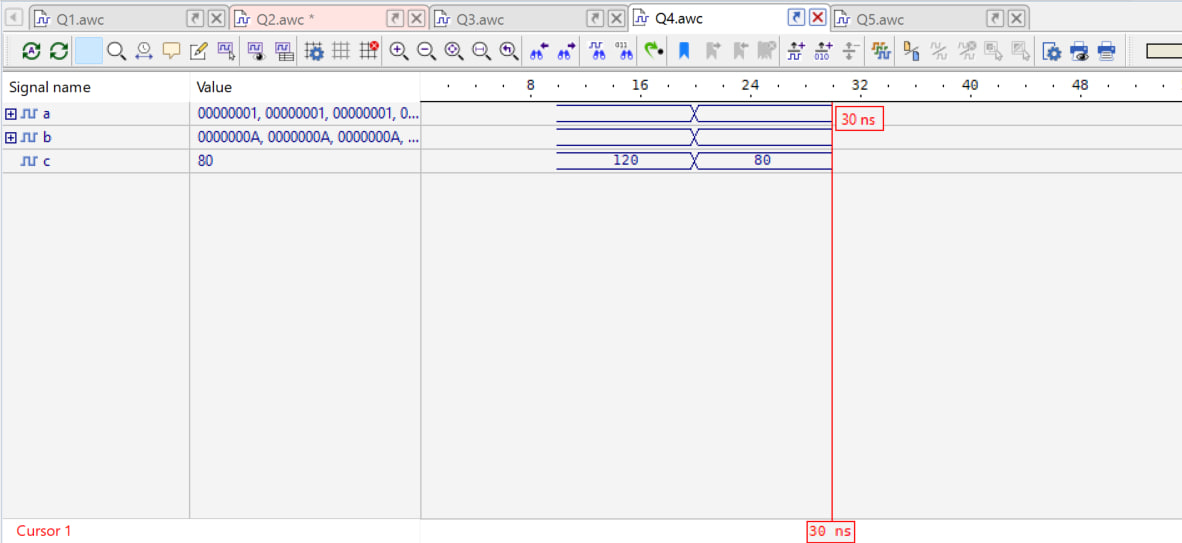 Q1.awc Q2.awc * Q3.awc Q4.awc Q5.awc
Signal name Value 8 16 24 32 40 48
a 00000001, 00000001, 00000001, 0... 30 ns
b 0000000A, 0000000A, 0000000A, ...
c 80 120 80
Cursor 1 30 ns